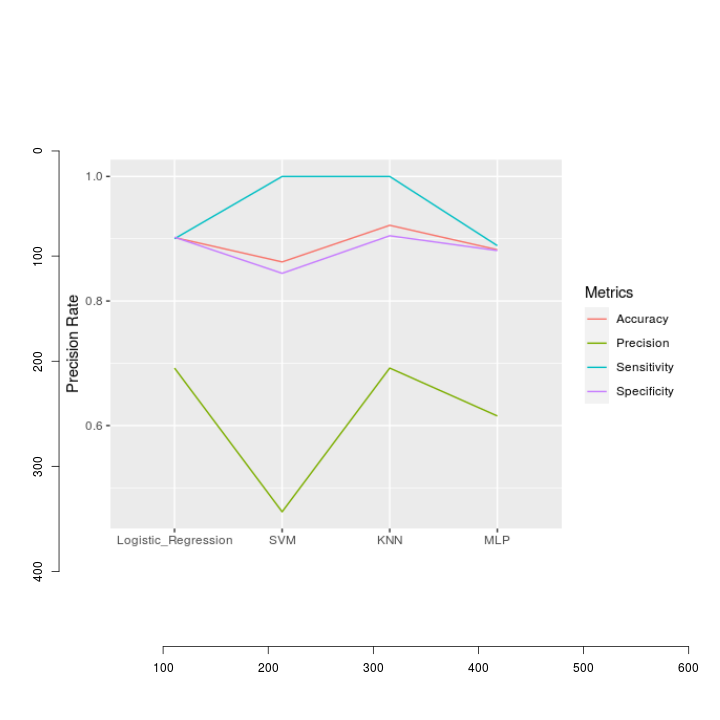 0
100
200
300
400
Precision Rate
1.0
0.8
0.6
Logistic_Regression SVM KNN MLP
Metrics
Accuracy
Precision
Sensitivity
Specificity
100 200 300 400 500 600